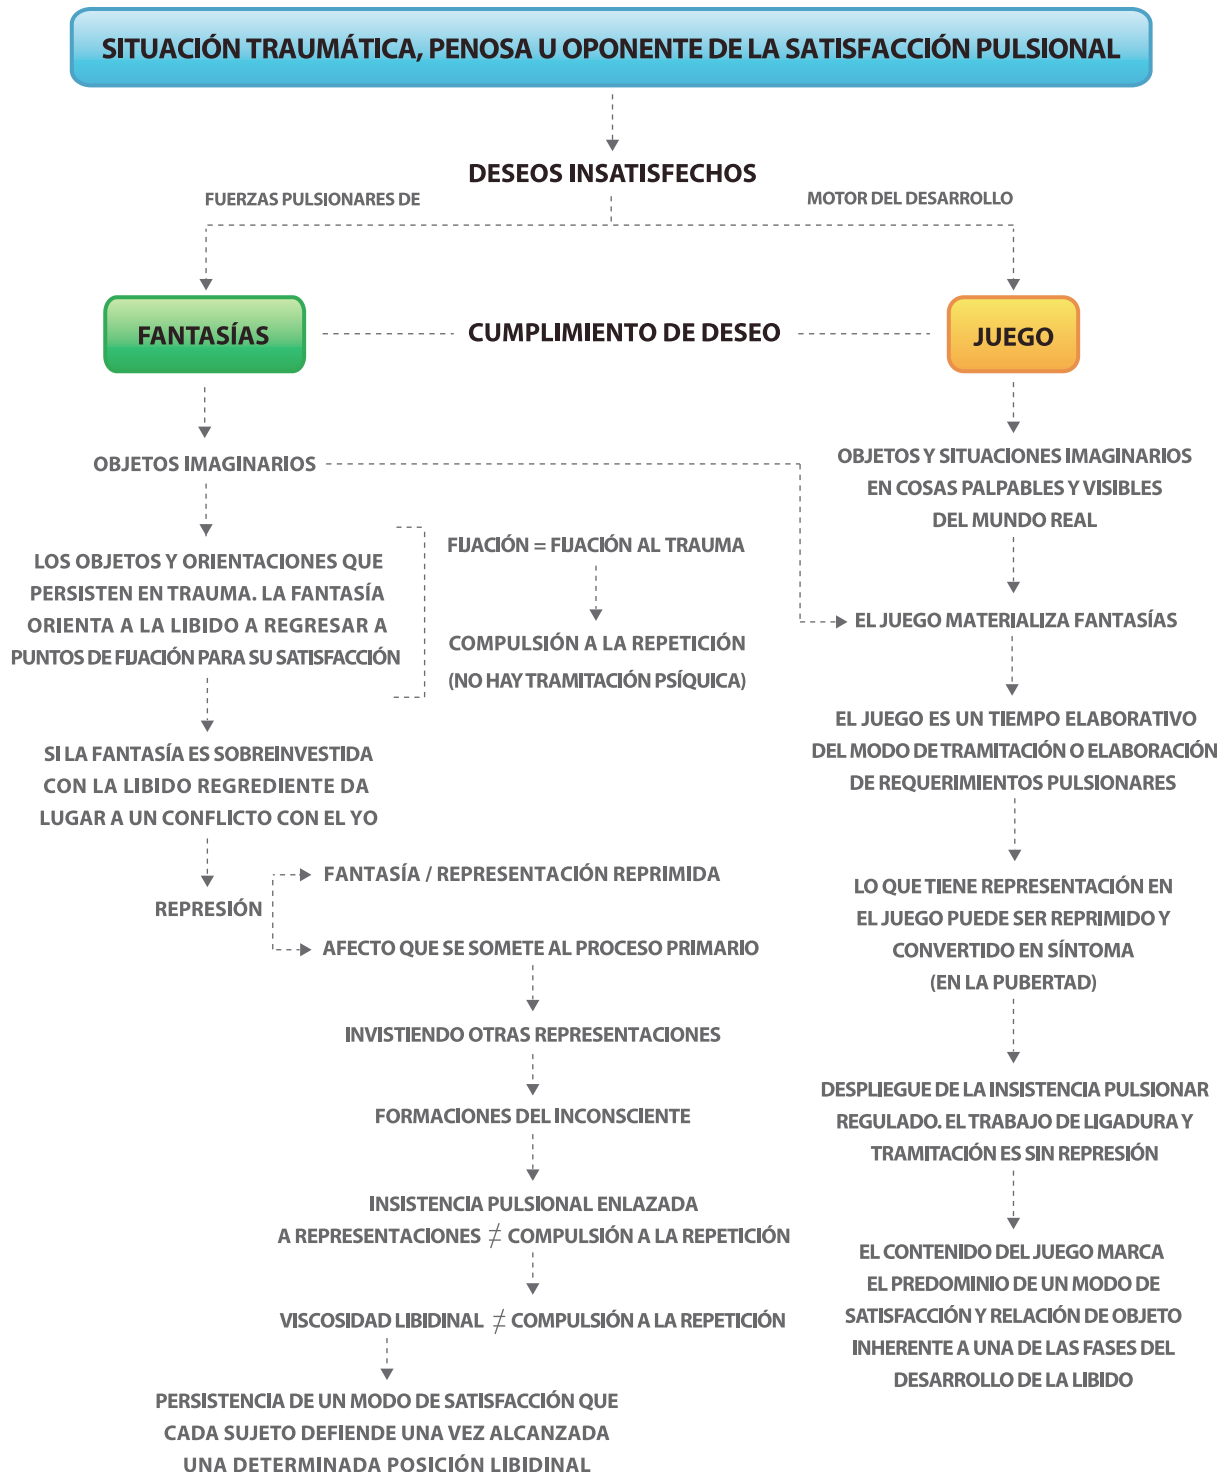 SITUACIÓN TRAUMÁTICA, PENOSA U OPONENTE DE LA SATISFACCIÓN PULSIONAL
DESEOS INSATISFECHOS
FUERZAS PULSIONARES DE
MOTOR DEL DESARROLLO
FANTASÍAS
CUMPLIMIENTO DE DESEO
JUEGO
OBJETOS IMAGINARIOS
LOS OBJETOS Y ORIENTACIONES QUE
PERSISTEN EN TRAUMA. LA FANTASÍA
ORIENTA A LA LIBIDO A REGRESAR A
PUNTOS DE FIJACIÓN PARA SU SATISFACCIÓN
FIJACIÓN = FIJACIÓN AL TRAUMA
COMPULSIÓN A LA REPETICIÓN
(NO HAY TRAMITACIÓN PSÍQUICA)
SI LA FANTASÍA ES SOBREINVESTIDA
CON LA LIBIDO REGREDIENTE DA
LUGAR A UN CONFLICTO CON EL YO
REPRESIÓN
FANTASÍA / REPRESENTACIÓN REPRIMIDA
AFECTO QUE SE SOMETE AL PROCESO PRIMARIO
INVISTIENDO OTRAS REPRESENTACIONES
FORMACIONES DEL INCONSCIENTE
INSISTENCIA PULSIONAL ENLAZADA
A REPRESENTACIONES ≠ COMPULSIÓN A LA REPETICIÓN
VISCOSIDAD LIBIDINAL ≠ COMPULSIÓN A LA REPETICIÓN
PERSISTENCIA DE UN MODO DE SATISFACCIÓN QUE
CADA SUJETO DEFIENDE UNA VEZ ALCANZADA
UNA DETERMINADA POSICIÓN LIBIDINAL
OBJETOS Y SITUACIONES IMAGINARIOS
EN COSAS PALPABLES Y VISIBLES
DEL MUNDO REAL
EL JUEGO MATERIALIZA FANTASÍAS
EL JUEGO ES UN TIEMPO ELABORATIVO
DEL MODO DE TRAMITACIÓN O ELABORACIÓN
DE REQUERIMIENTOS PULSIONARES
LO QUE TIENE REPRESENTACIÓN EN
EL JUEGO PUEDE SER REPRIMIDO Y
CONVERTIDO EN SÍNTOMA
(EN LA PUBERTAD)
DESPLIEGUE DE LA INSISTENCIA PULSIONAR
REGULADO. EL TRABAJO DE LIGADURA Y
TRAMITACIÓN ES SIN REPRESIÓN
EL CONTENIDO DEL JUEGO MARCA
EL PREDOMINIO DE UN MODO DE
SATISFACCIÓN Y RELACIÓN DE OBJETO
INHERENTE A UNA DE LAS FASES DEL
DESARROLLO DE LA LIBIDO